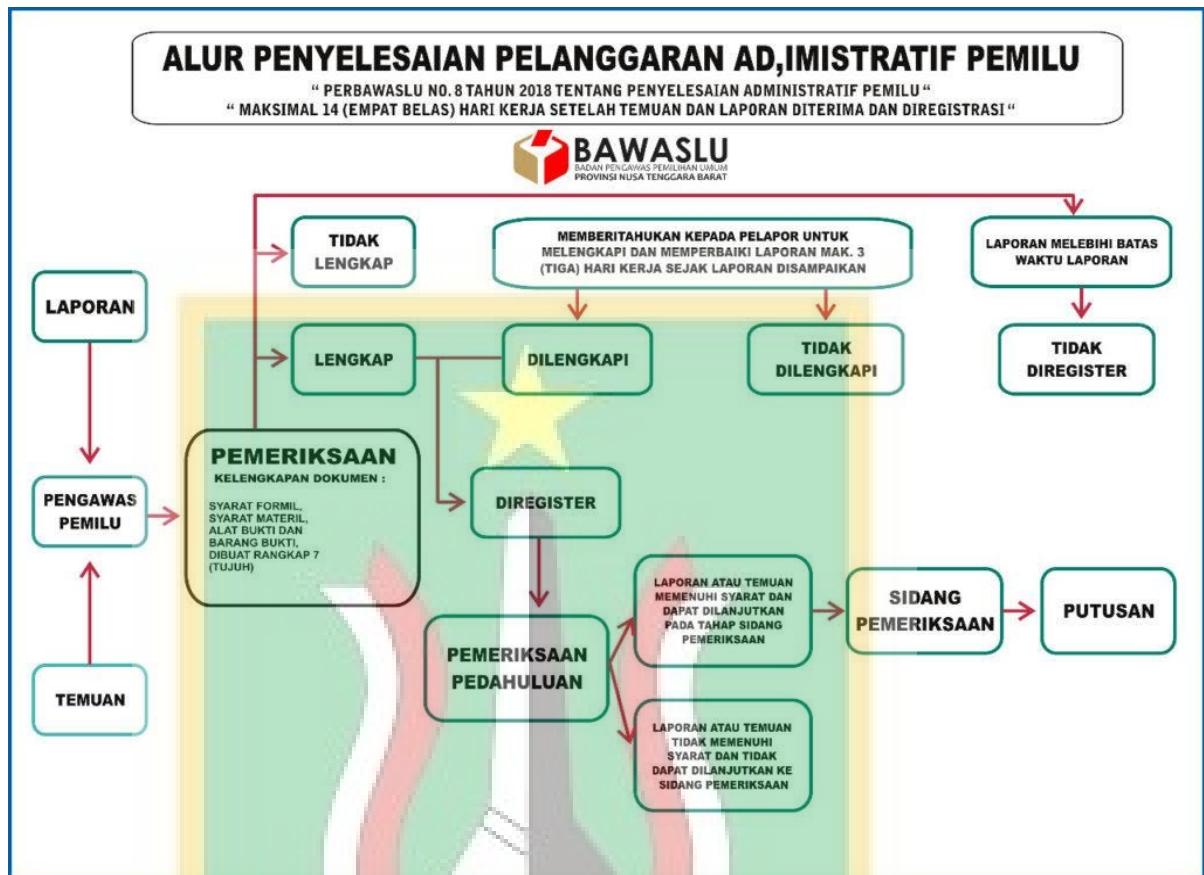 ALUR PENYELESAIAN PELANGGARAN AD,IMISTRATIF PEMILU
“ PERBAWASLU NO. 8 TAHUN 2018 TENTANG PENYELESAIAN ADMINISTRATIF PEMILU “
“ MAKSIMAL 14 (EMPAT BELAS) HARI KERJA SETELAH TEMUAN DAN LAPORAN DITERIMA DAN DIREGISTRASI “
BAWASLU
BADAN PENGAWAS PEMILIHAN UMUM
PROVINSI NUSA TENGGARA BARAT
TIDAK
LENGKAP
MEMBERITAHUKAN KEPADA PELAPOR UNTUK
MELENGKAPI DAN MEMPERBAIKI LAPORAN MAK. 3
(TIGA) HARI KERJA SEJAK LAPORAN DISAMPAIKAN
LAPORAN MELEBIHI BATAS
WAKTU LAPORAN
LAPORAN
LENGKAP
DILENGKAPI
TIDAK
DILENGKAPI
TIDAK
DIREGISTER
PEMERIKSAAN
KELENGKAPAN DOKUMEN :
SYARAT FORMIL,
SYARAT MATERIL,
ALAT BUKTI DAN
BARANG BUKTI,
DIBUAT RANGKAP 7
(TUJUH)
PENGAWAS
PEMILU
DIREGISTER
LAPORAN ATAU TEMUAN
MEMENUHI SYARAT DAN
DAPAT DILANJUTKAN
PADA TAHAP SIDANG
PEMERIKSAAN
SIDANG
PEMERIKSAAN
PUTUSAN
PEMERIKSAAN
PEDAHULUAN
TEMUAN
LAPORAN ATAU TEMUAN
TIDAK MEMENUHI
SYARAT DAN TIDAK
DAPAT DILANJUTKAN KE
SIDANG PEMERIKSAAN